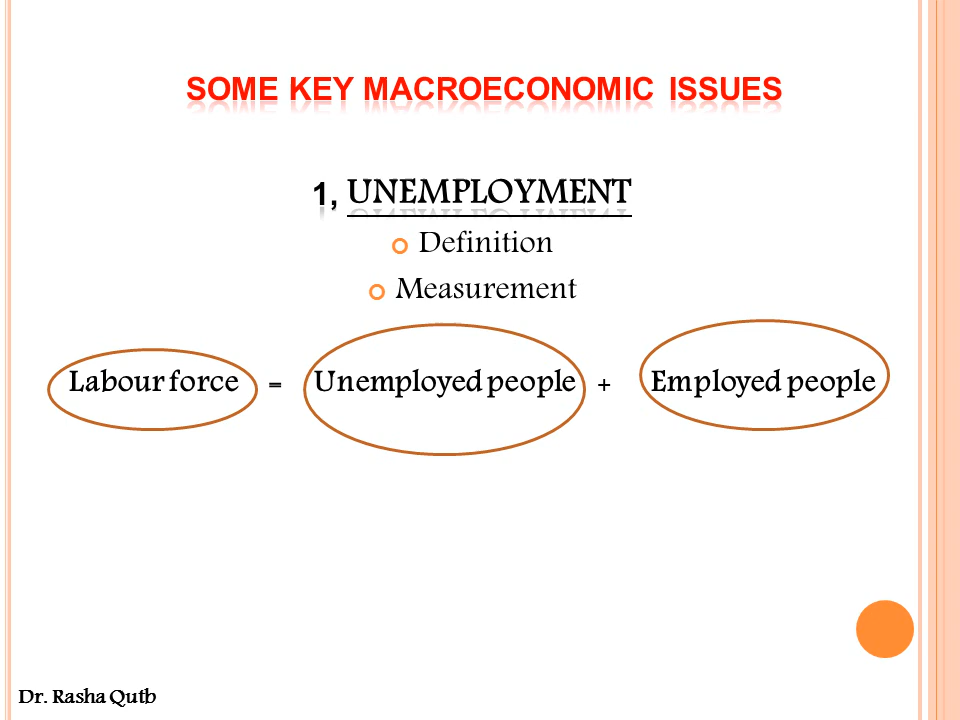 SOME KEY MACROECONOMIC ISSUES
1, UNEMPLOYMENT
Definition
Measurement
Labour force = Unemployed people + Employed people
Dr. Rasha Qutb